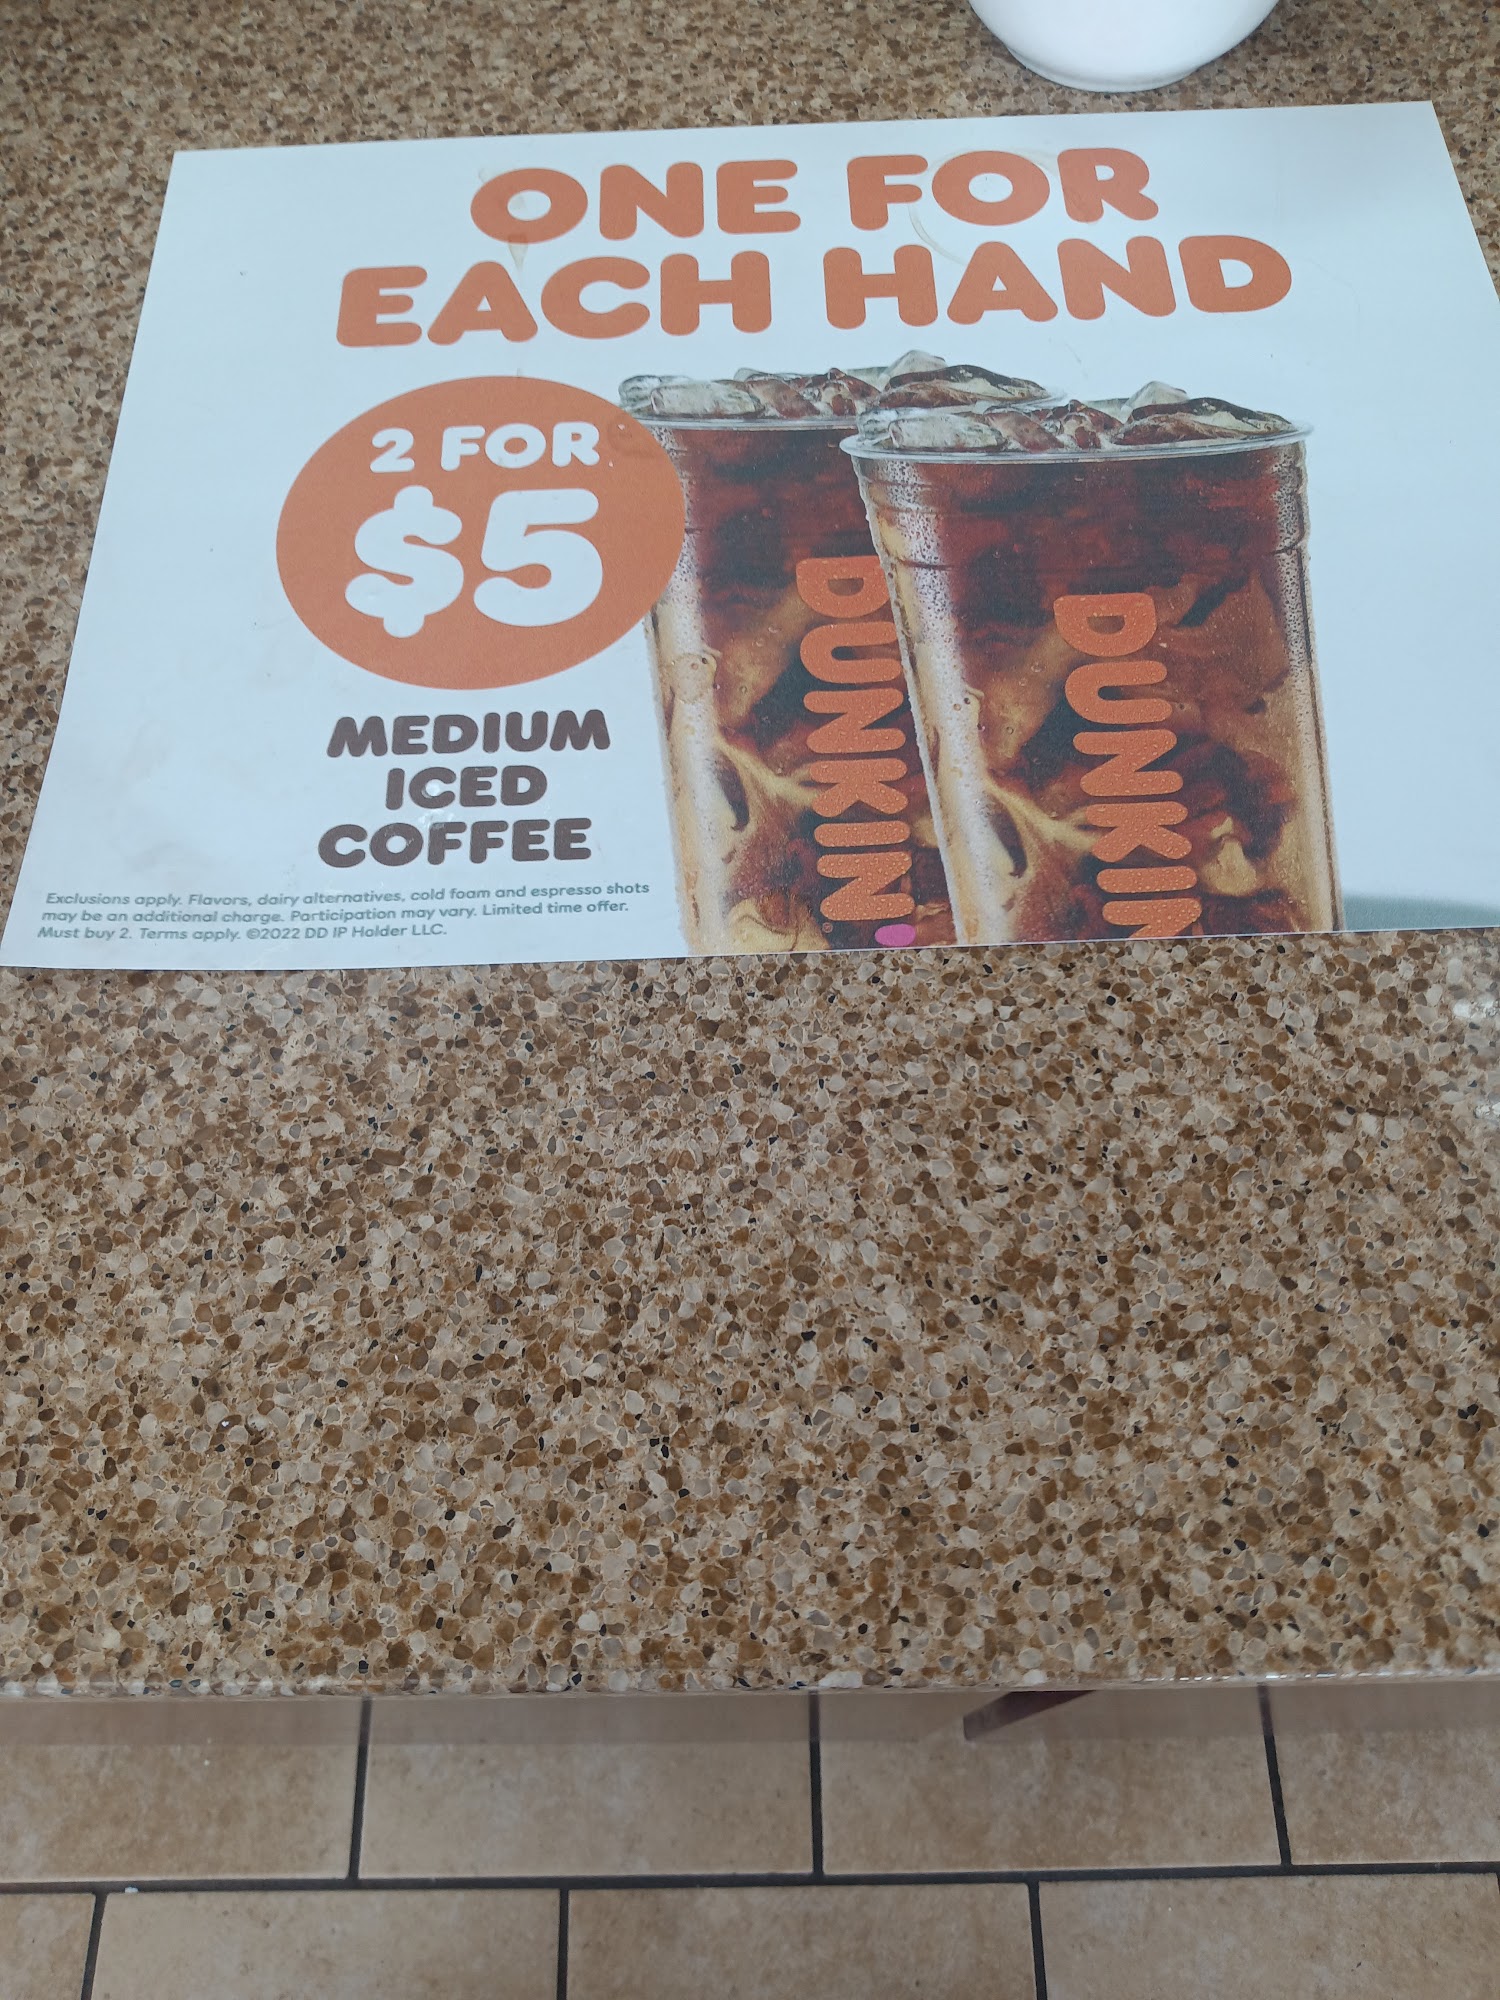 ONE FOR
EACH HAND
2 FOR
$5
MEDIUM
ICED
COFFEE
Exclusions apply. Flavors, dairy alternatives, cold foam and espresso shots
may be an additional charge. Participation may vary. Limited time offer.
Must buy 2. Terms apply. ©2022 DD IP Holder LLC.
DUNKIN'
DUNKIN